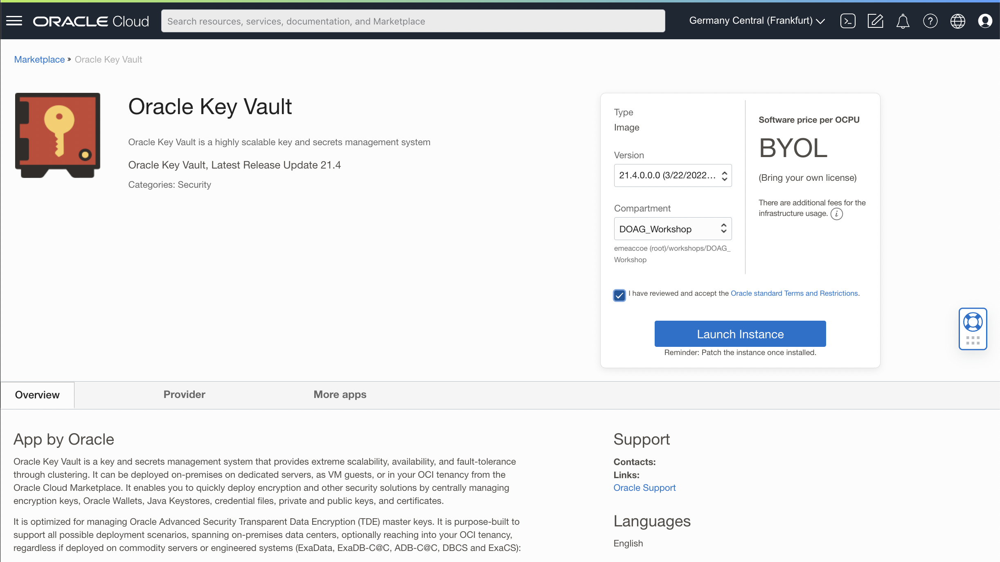 ORACLE Cloud
Search resources, services, documentation, and Marketplace
Germany Central (Frankfurt)
Marketplace » Oracle Key Vault
Oracle Key Vault
Oracle Key Vault is a highly scalable key and secrets management system
Oracle Key Vault, Latest Release Update 21.4
Categories: Security
Type
Image
Version
21.4.0.0.0 (3/22/2022...
Compartment
DOAG_Workshop
emeaccoe (root)/workshops/DOAG_
Workshop
Software price per OCPU
BYOL
(Bring your own license)
There are additional fees for the
infrastructure usage. i
I have reviewed and accept the Oracle standard Terms and Restrictions.
Launch Instance
Reminder: Patch the instance once installed.
Overview
Provider
More apps
App by Oracle
Oracle Key Vault is a key and secrets management system that provides extreme scalability, availability, and fault-tolerance
through clustering. It can be deployed on-premises on dedicated servers, as VM guests, or in your OCI tenancy from the
Oracle Cloud Marketplace. It enables you to quickly deploy encryption and other security solutions by centrally managing
encryption keys, Oracle Wallets, Java Keystores, credential files, private and public keys, and certificates.
It is optimized for managing Oracle Advanced Security Transparent Data Encryption (TDE) master keys. It is purpose-built to
support all possible deployment scenarios, spanning on-premises data centers, optionally reaching into your OCI tenancy,
regardless if deployed on commodity servers or engineered systems (ExaData, ExaDB-C@C, ADB-C@C, DBCS and ExaCS):
Support
Contacts:
Links:
Oracle Support
Languages
English